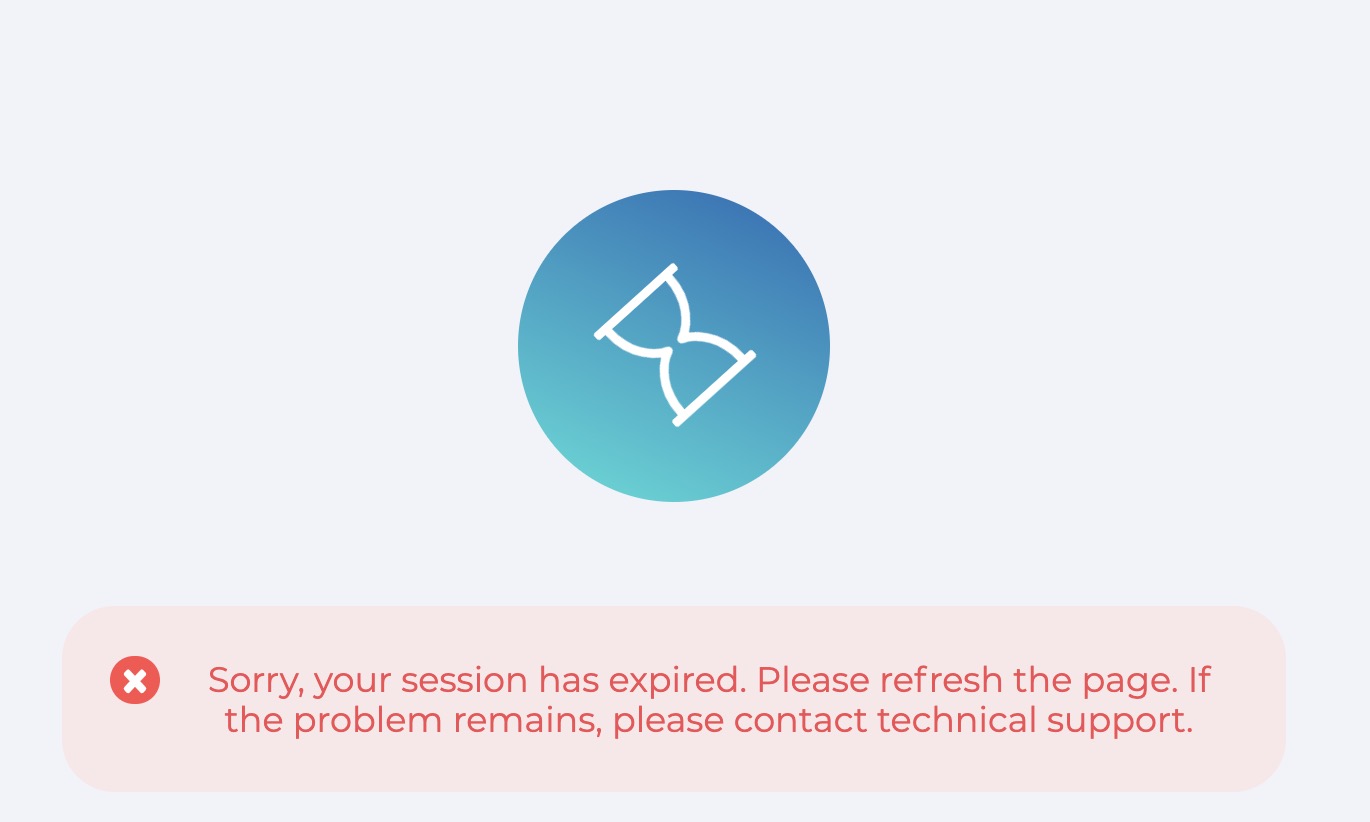 Sorry, your session has expired. Please refresh the page. If
the problem remains, please contact technical support.